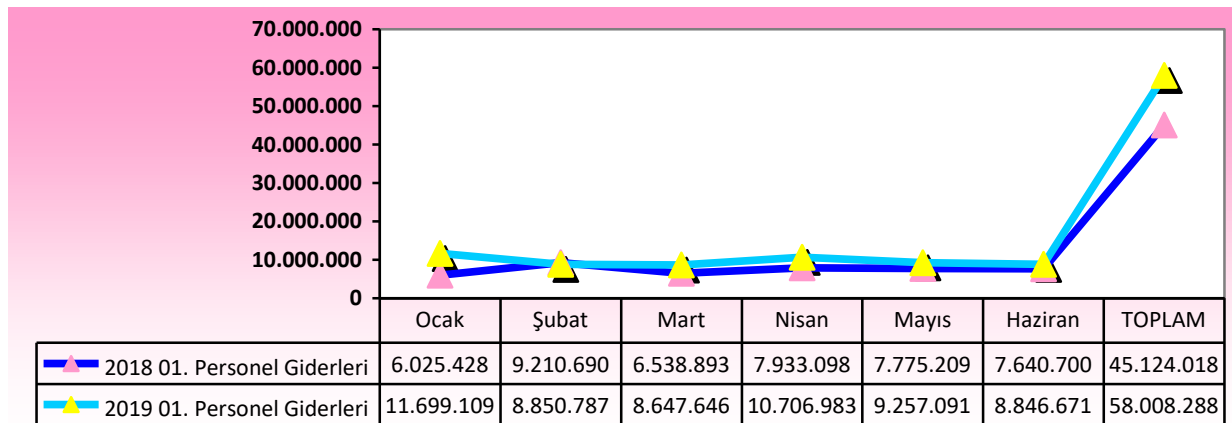 70.000.000
60.000.000
50.000.000
40.000.000
30.000.000
20.000.000
10.000.000
0
Ocak Şubat Mart Nisan Mayıs Haziran TOPLAM
2018 01. Personel Giderleri 6.025.428 9.210.690 6.538.893 7.933.098 7.775.209 7.640.700 45.124.018
2019 01. Personel Giderleri 11.699.109 8.850.787 8.647.646 10.706.983 9.257.091 8.846.671 58.008.288